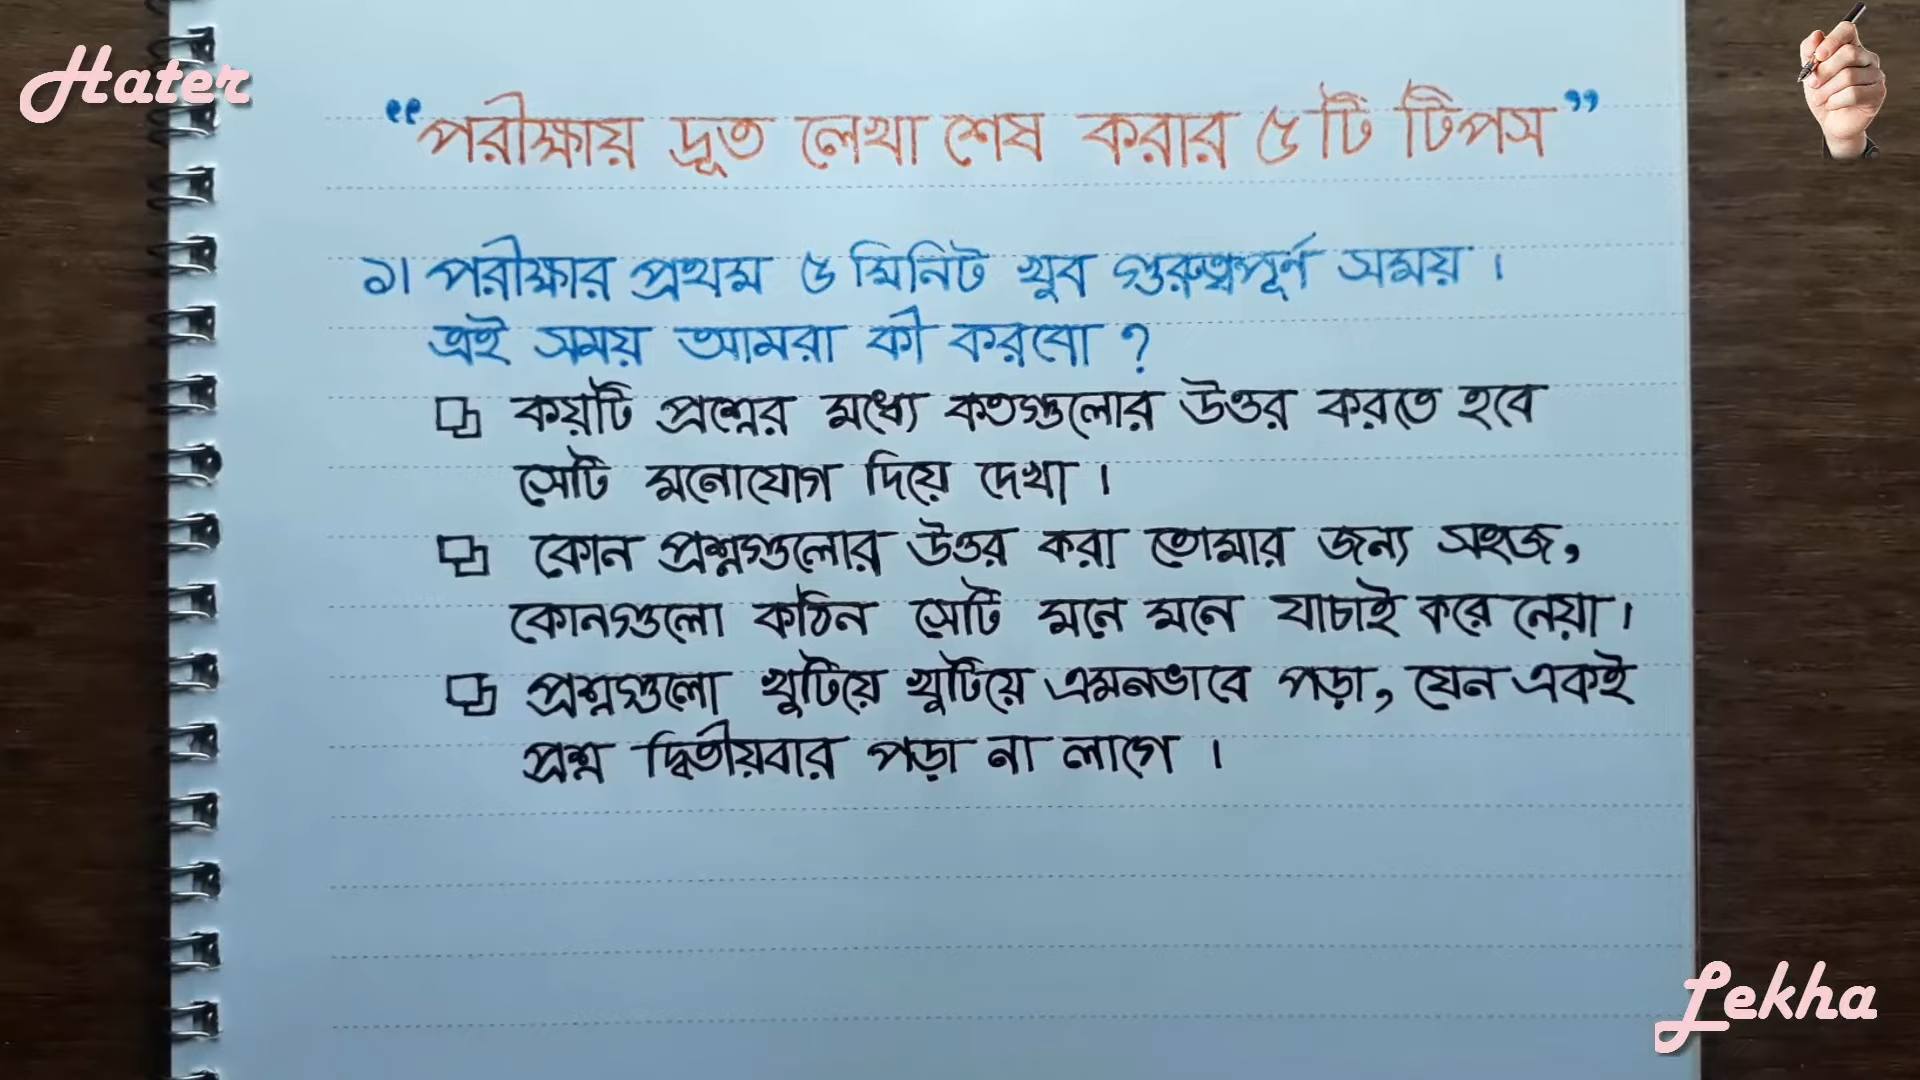 Hater
“পরীক্ষায় দ্রূত লেখা শেষ করার ৫টি টিপস”
১। পরীক্ষার প্রথম ৫ মিনিট খুব গুরুত্বপূর্ণ সময়।
এই সময় আমরা কী করবো?
কয়টি প্রশ্নের মধ্যে কতগুলোর উত্তর করতে হবে
সেটি মনোযোগ দিয়ে দেখা।
কোন প্রশ্নগুলোর উত্তর করা তোমার জন্য সহজ,
কোনগুলো কঠিন সেটি মনে মনে যাচাই করে নেয়া।
প্রশ্নগুলো খুটিয়ে খুটিয়ে এমনভাবে পড়া, যেন একই
প্রশ্ন দ্বিতীয়বার পড়া না লাগে।
Lekha